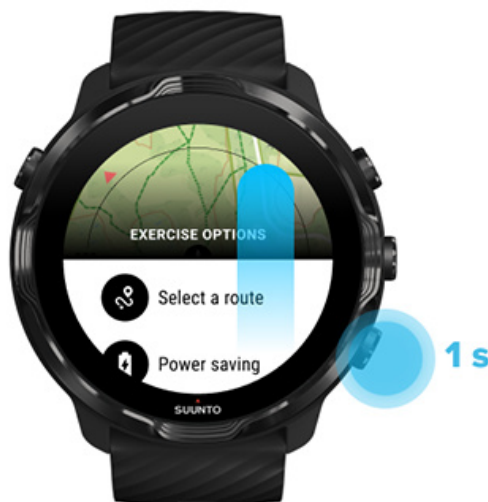 EXERCISE OPTIONS
Select a route
Power saving
SUUNTO
1 s